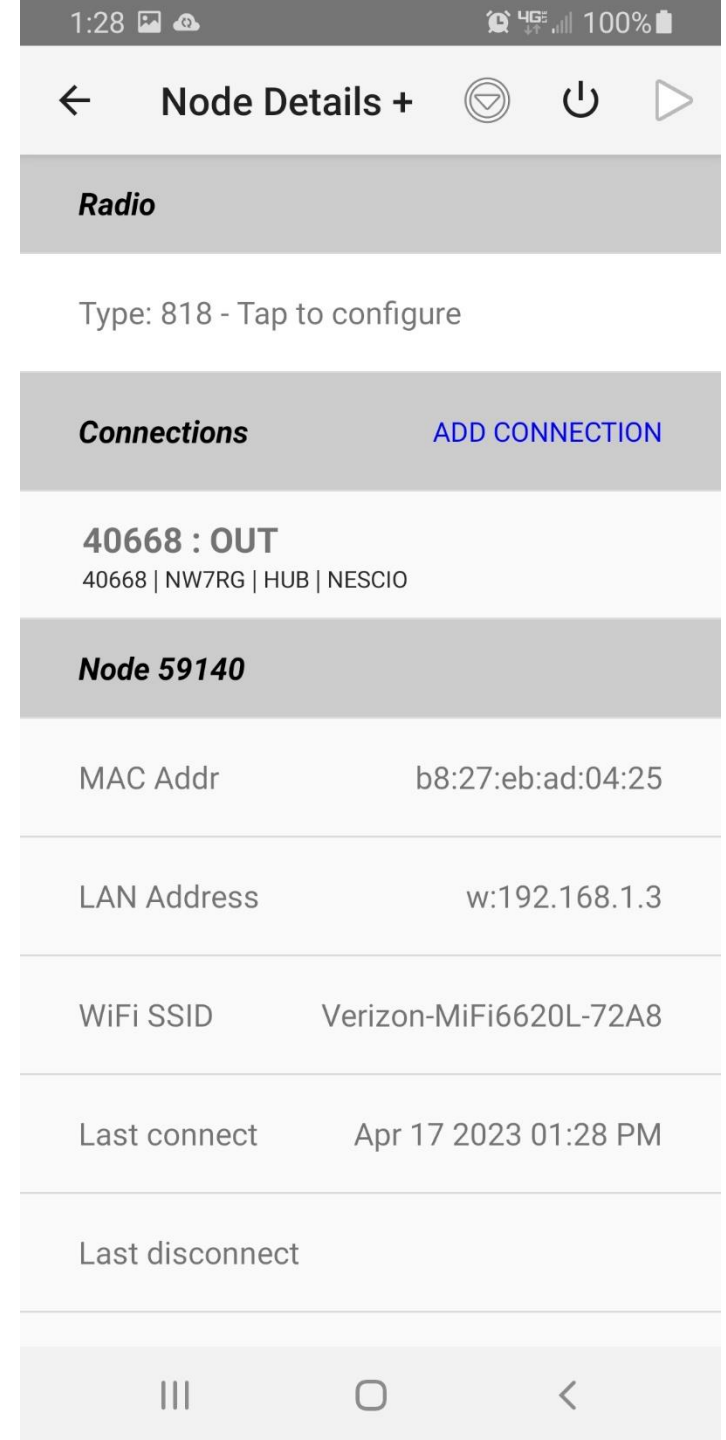 1:28 4GE 100%
Node Details +
Radio
Type: 818 - Tap to configure
Connections ADD CONNECTION
40668 : OUT
40668 | NW7RG | HUB | NESCIO
Node 59140
MAC Addr b8:27:eb:ad:04:25
LAN Address w:192.168.1.3
WiFi SSID Verizon-MiFi6620L-72A8
Last connect Apr 17 2023 01:28 PM
Last disconnect